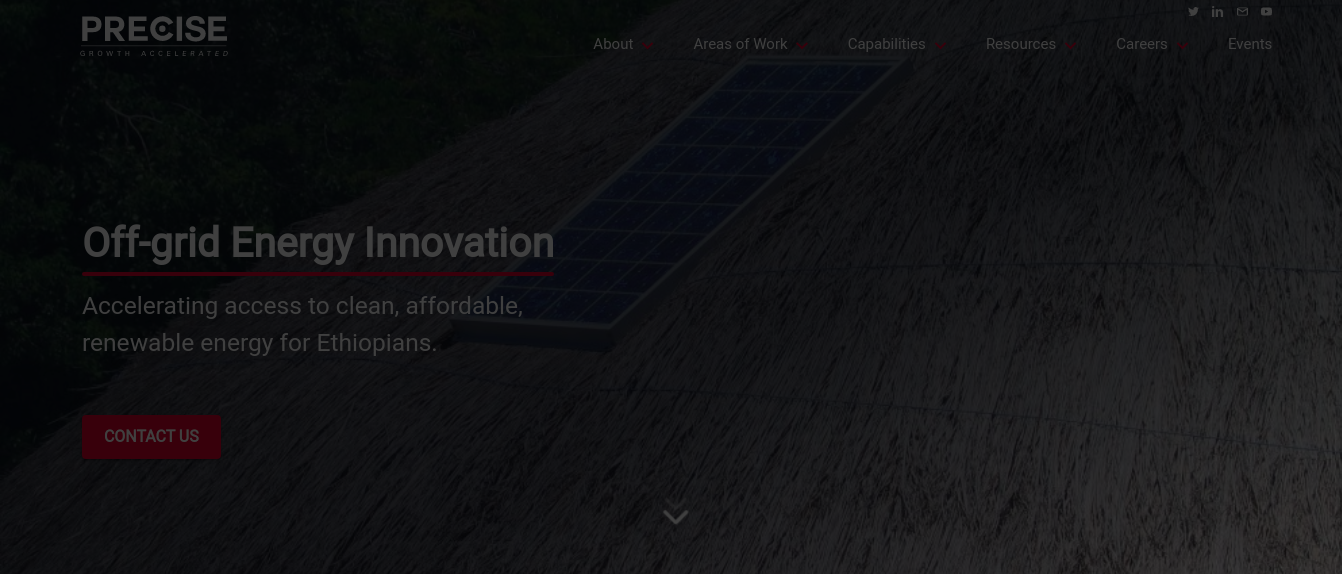 PRECISE
GROWTH ACCELERATED
About
Areas of Work
Capabilities
Resources
Careers
Events
Off-grid Energy Innovation
Accelerating access to clean, affordable,
renewable energy for Ethiopians.
CONTACT US